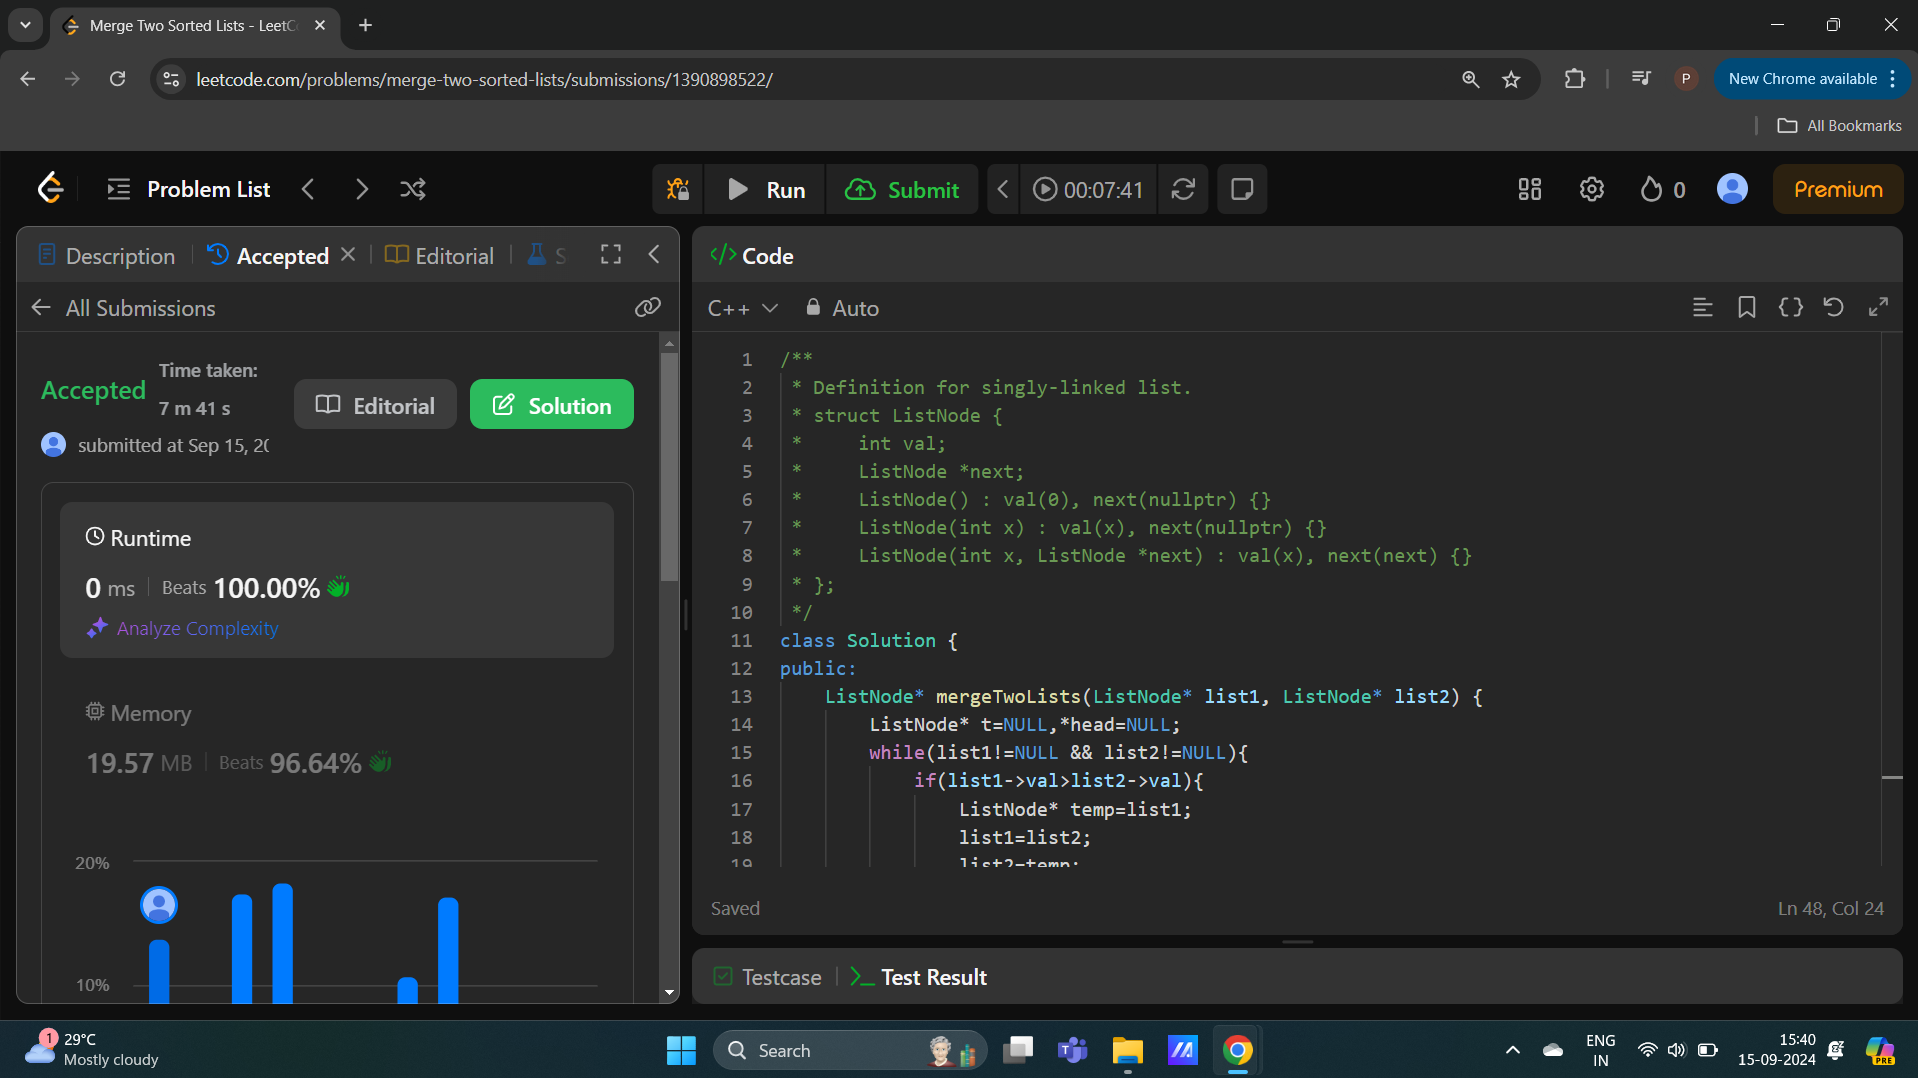 Merge Two Sorted Lists - LeetC
leetcode.com/problems/merge-two-sorted-lists/submissions/1390898522/
P
New Chrome available
All Bookmarks
Problem List
Run
Submit
00:07:41
0
Premium
Description
Accepted
Editorial
S
Code
All Submissions
C++
Auto
Accepted
Time taken:
7 m 41 s
Editorial
Solution
submitted at Sep 15, 20
Runtime
0 ms
Beats 100.00%
Analyze Complexity
Memory
19.57 MB
Beats 96.64%
20%
10%
1 /**
2 * Definition for singly-linked list.
3 * struct ListNode {
4 *     int val;
5 *     ListNode *next;
6 *     ListNode() : val(0), next(nullptr) {}
7 *     ListNode(int x) : val(x), next(nullptr) {}
8 *     ListNode(int x, ListNode *next) : val(x), next(next) {}
9 * };
10 */
11 class Solution {
12 public:
13     ListNode* mergeTwoLists(ListNode* list1, ListNode* list2) {
14         ListNode* t=NULL,*head=NULL;
15         while(list1!=NULL && list2!=NULL){
16             if(list1->val>list2->val){
17                 ListNode* temp=list1;
18                 list1=list2;
19                 list2=temp;
Saved
Ln 48, Col 24
Testcase
Test Result
1
29°C
Mostly cloudy
Search
ENG
IN
15:40
15-09-2024
PRE